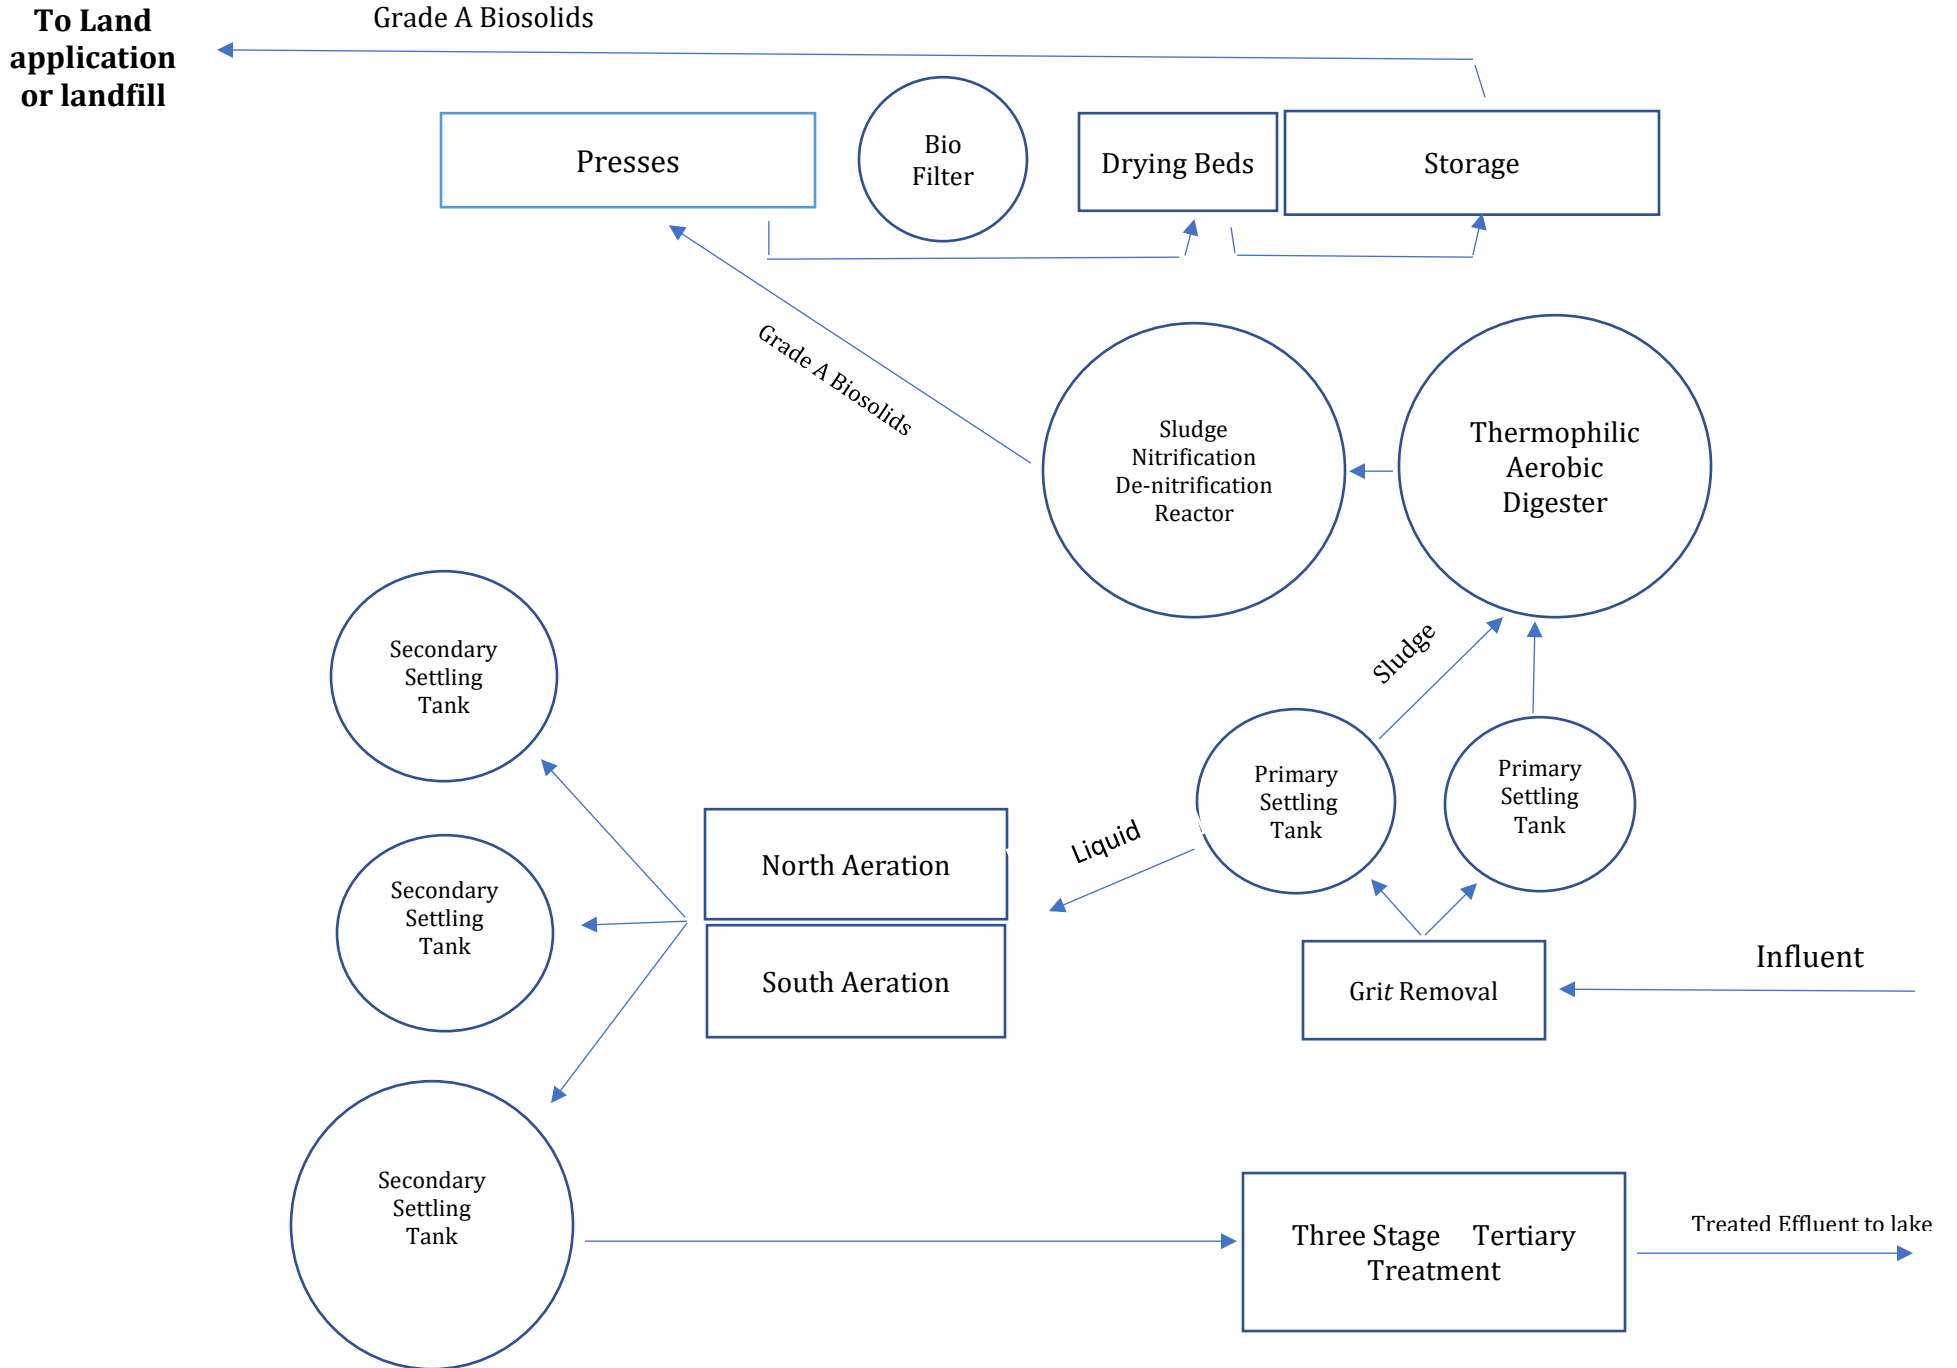 To Land
application
or landfill
Grade A Biosolids
Presses
Bio
Filter
Drying Beds
Storage
Grade A Biosolids
Sludge
Nitrification
De-nitrification
Reactor
Thermophilic
Aerobic
Digester
Sludge
Secondary
Settling
Tank
Primary
Settling
Tank
Primary
Settling
Tank
Liquid
North Aeration
Secondary
Settling
Tank
South Aeration
Grit Removal
Influent
Secondary
Settling
Tank
Three Stage Tertiary
Treatment
Treated Effluent to lake